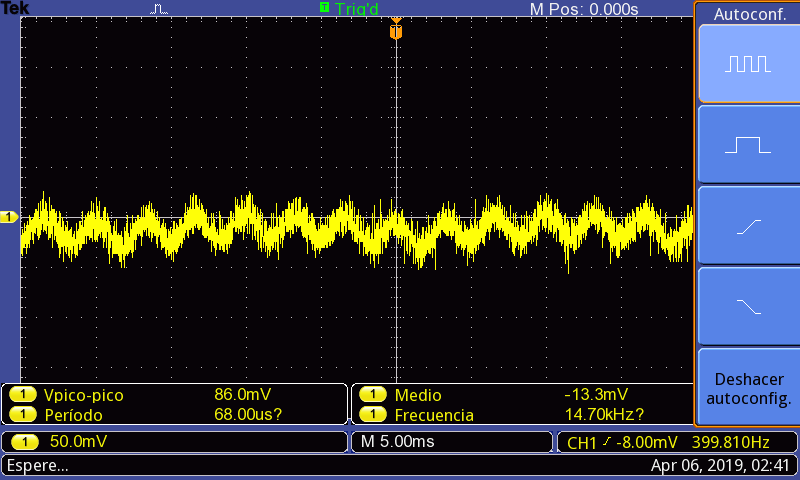 Tek Trig'd M Pos: 0.000s
Autoconf.
T
1
1 Vpico-pico 86.0mV 1 Medio -13.3mV
1 Período 68.00us? 1 Frecuencia 14.70kHz?
Deshacer
autoconfig.
1 50.0mV M 5.00ms CH1 -8.00mV 399.810Hz
Espere... Apr 06, 2019, 02:41